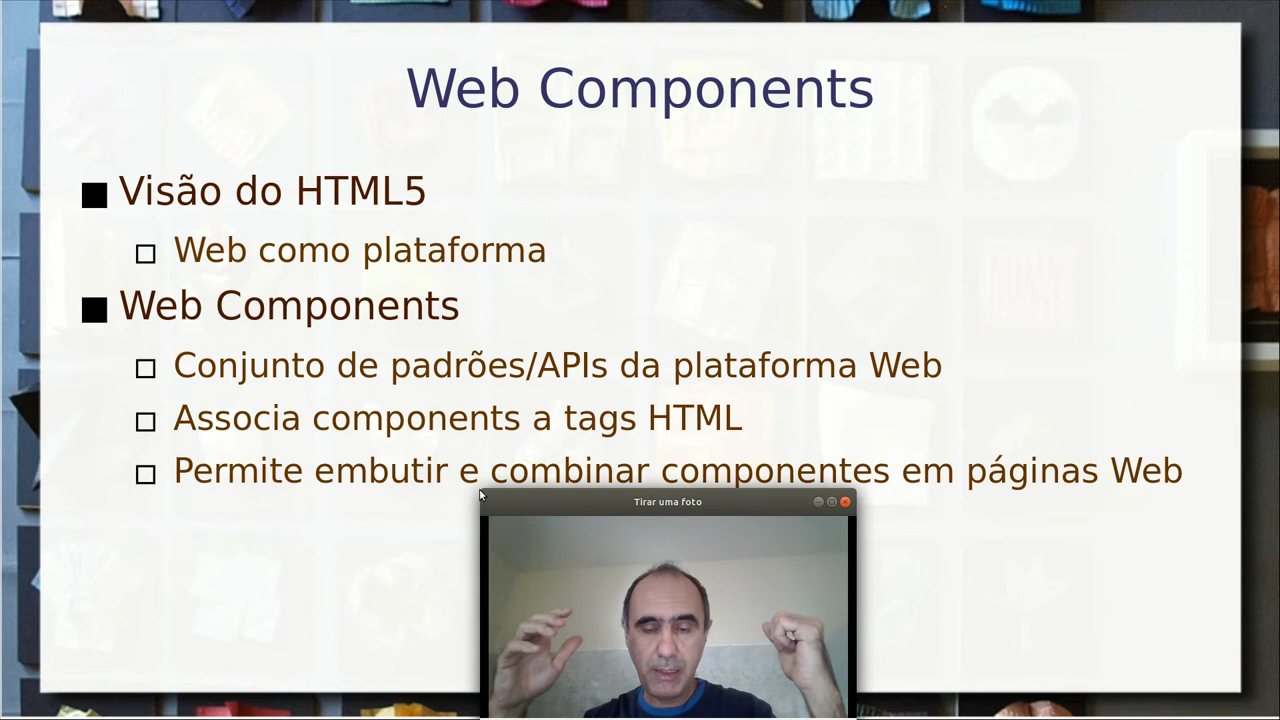 Web Components
Visão do HTML5
Web como plataforma
Web Components
Conjunto de padrões/APIs da plataforma Web
Associa components a tags HTML
Permite embutir e combinar componentes em páginas Web
Tirar uma foto